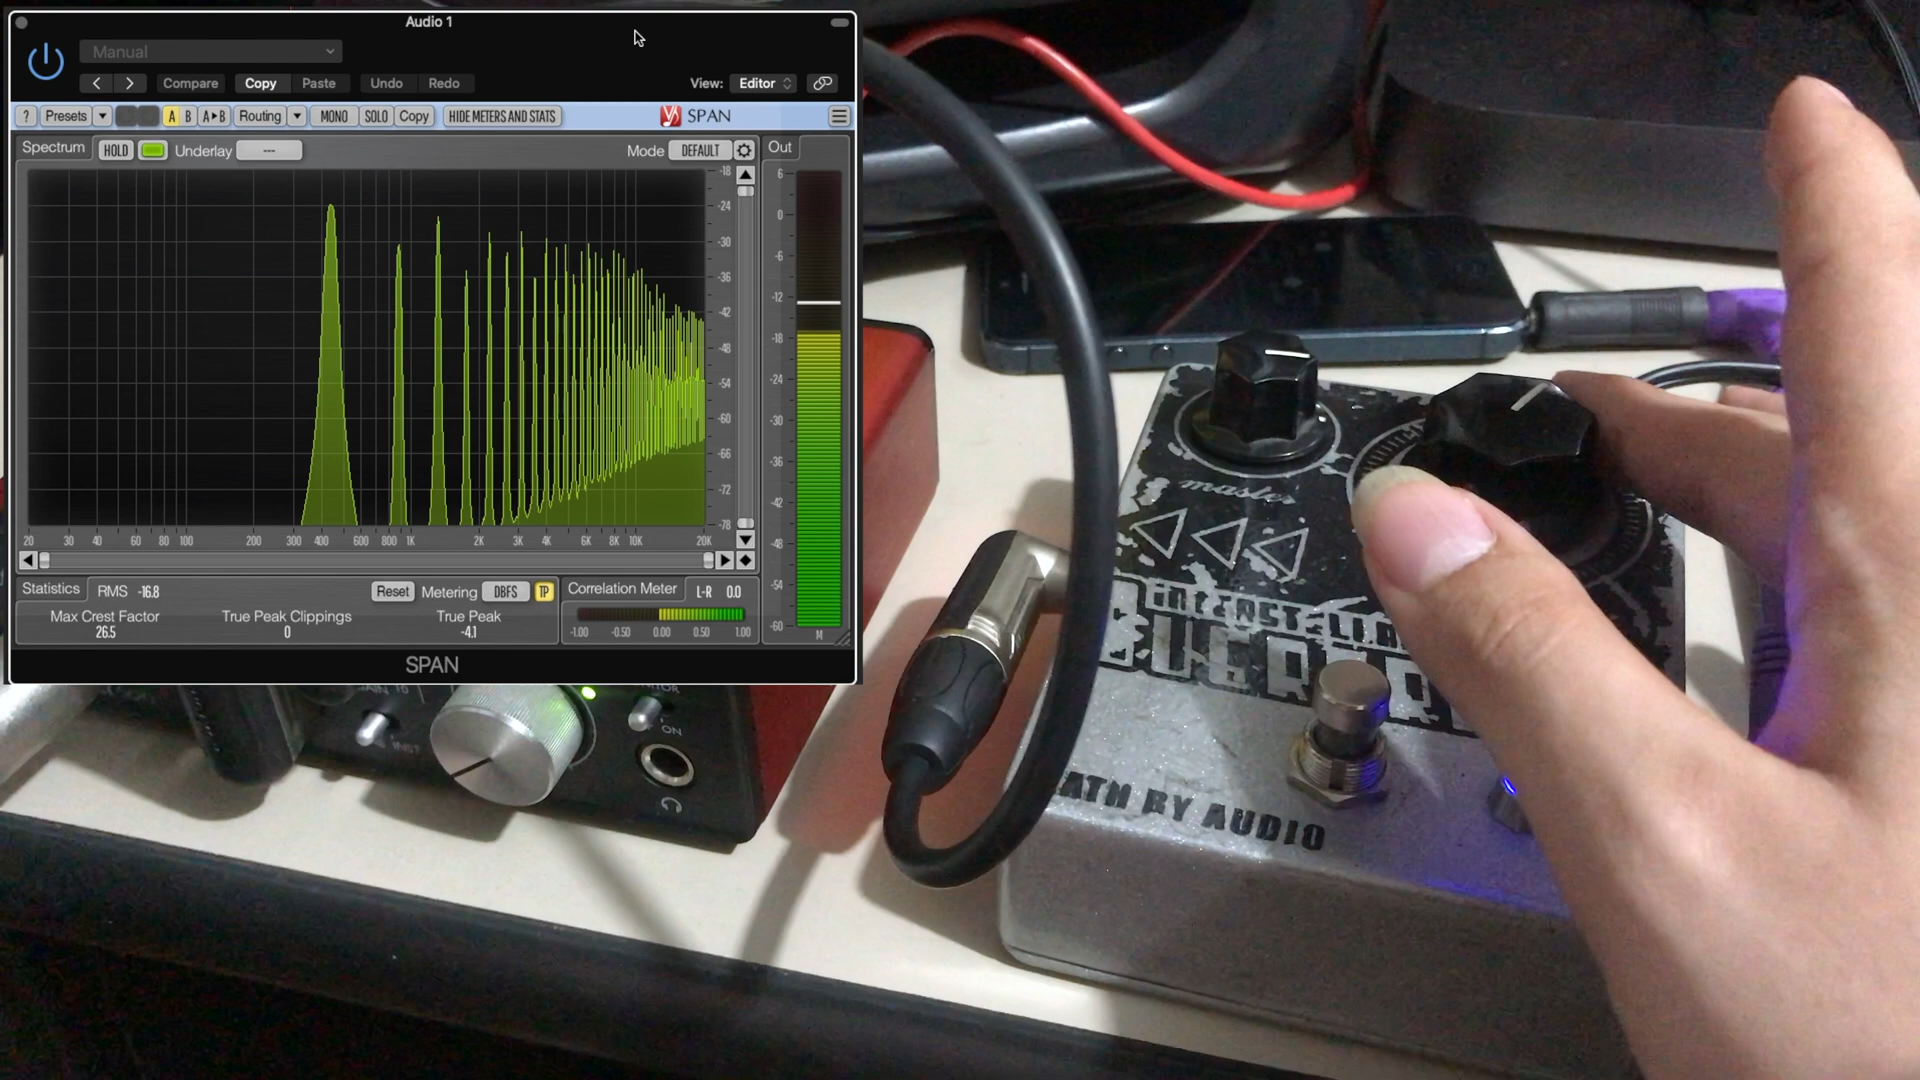 Audio 1
Manual
Compare Copy Paste Undo Redo View: Editor
? Presets A B A▸B Routing MONO SOLO Copy HIDE METERS AND STATS SPAN
Spectrum HOLD Underlay --- Mode DEFAULT Out
-18
-24
-30
-36
-42
-48
-54
-60
-66
-72
-78
6
0
-6
-12
-18
-24
-30
-36
-42
-48
-54
-60
M
20 30 40 60 80 100 200 300 400 600 800 1K 2K 3K 4K 6K 8K 10K 20K
Statistics RMS -16.8 Reset Metering DBFS TP Correlation Meter L-R 0.0
Max Crest Factor True Peak Clippings True Peak
26.5 0 -4.1
-1.00 -0.50 0.00 0.50 1.00
SPAN
INST
ON
master
ATH BY AUDIO